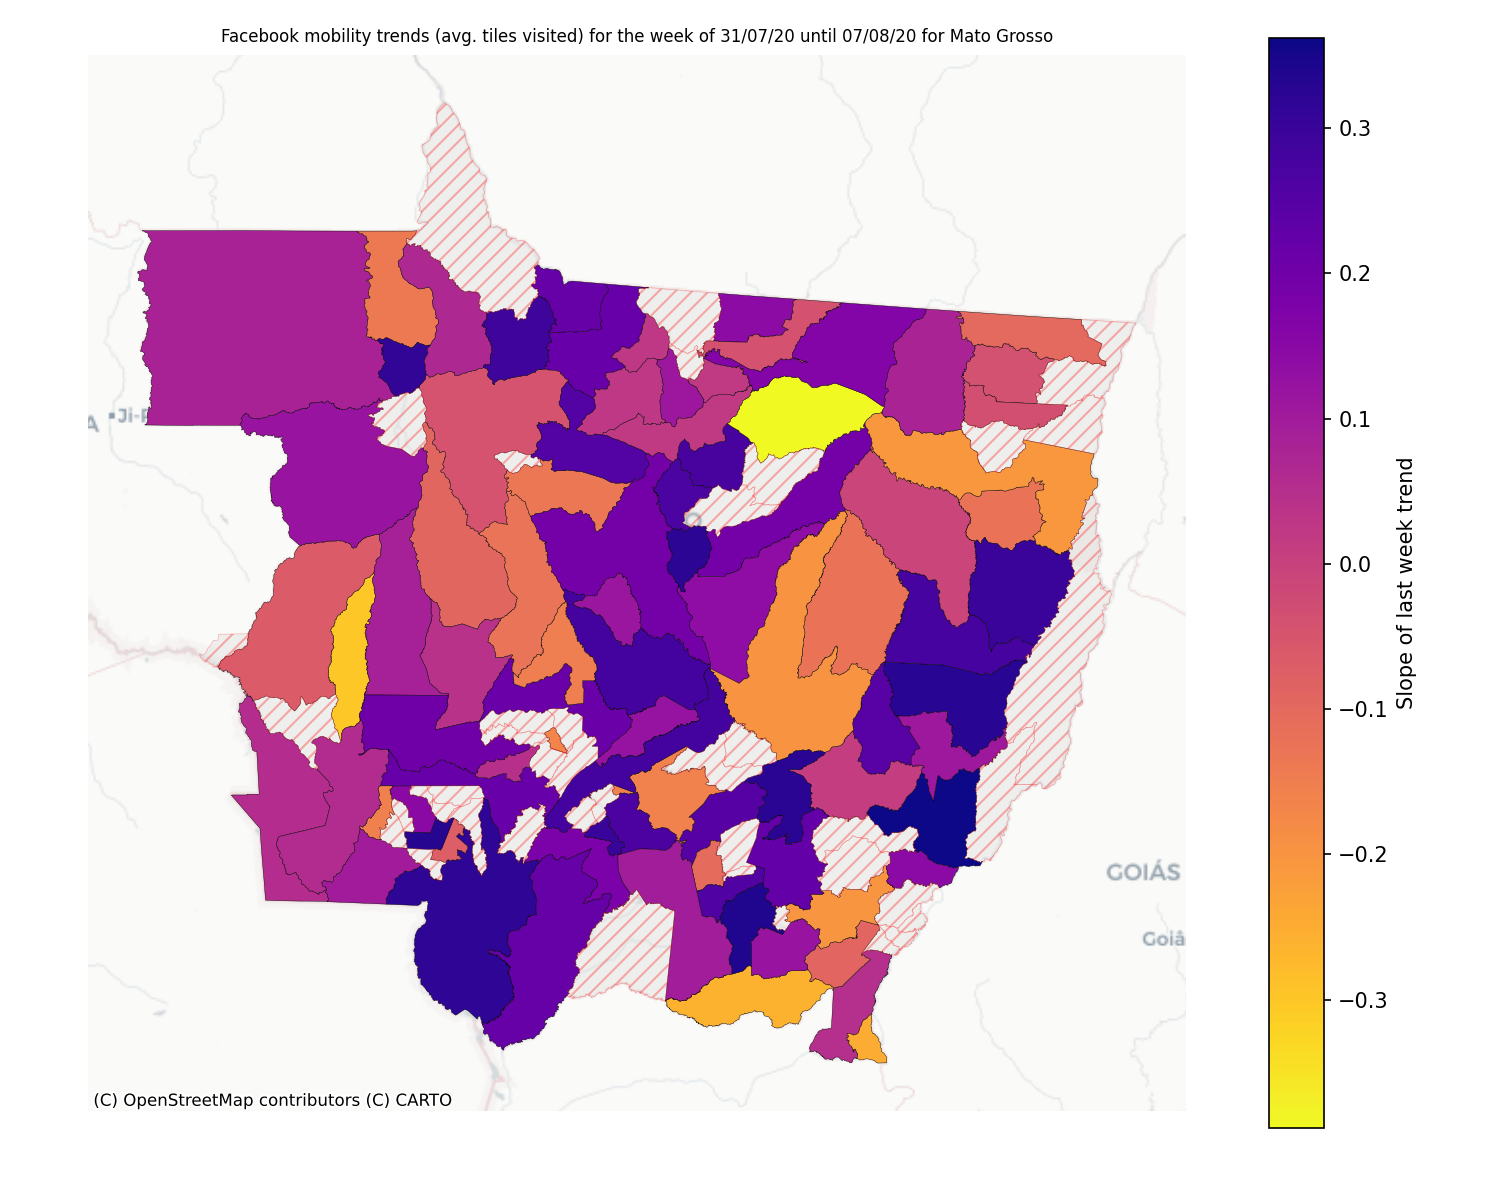 Facebook mobility trends (avg. tiles visited) for the week of 31/07/20 until 07/08/20 for Mato Grosso
0.3
0.2
0.1
0.0
−0.1
−0.2
−0.3
Slope of last week trend
Ji-P
GOIÁS
Goiâ
(C) OpenStreetMap contributors (C) CARTO